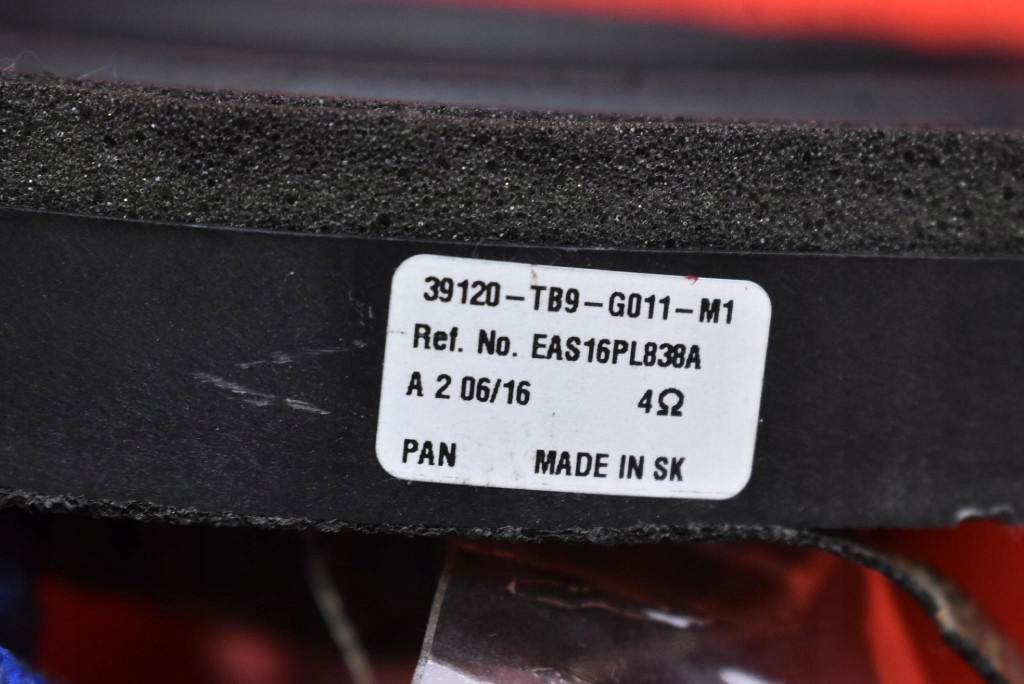 39120-TB9-G011-M1
Ref. No. EAS16PL838A
A 2 06/16 4Ω
PAN MADE IN SK